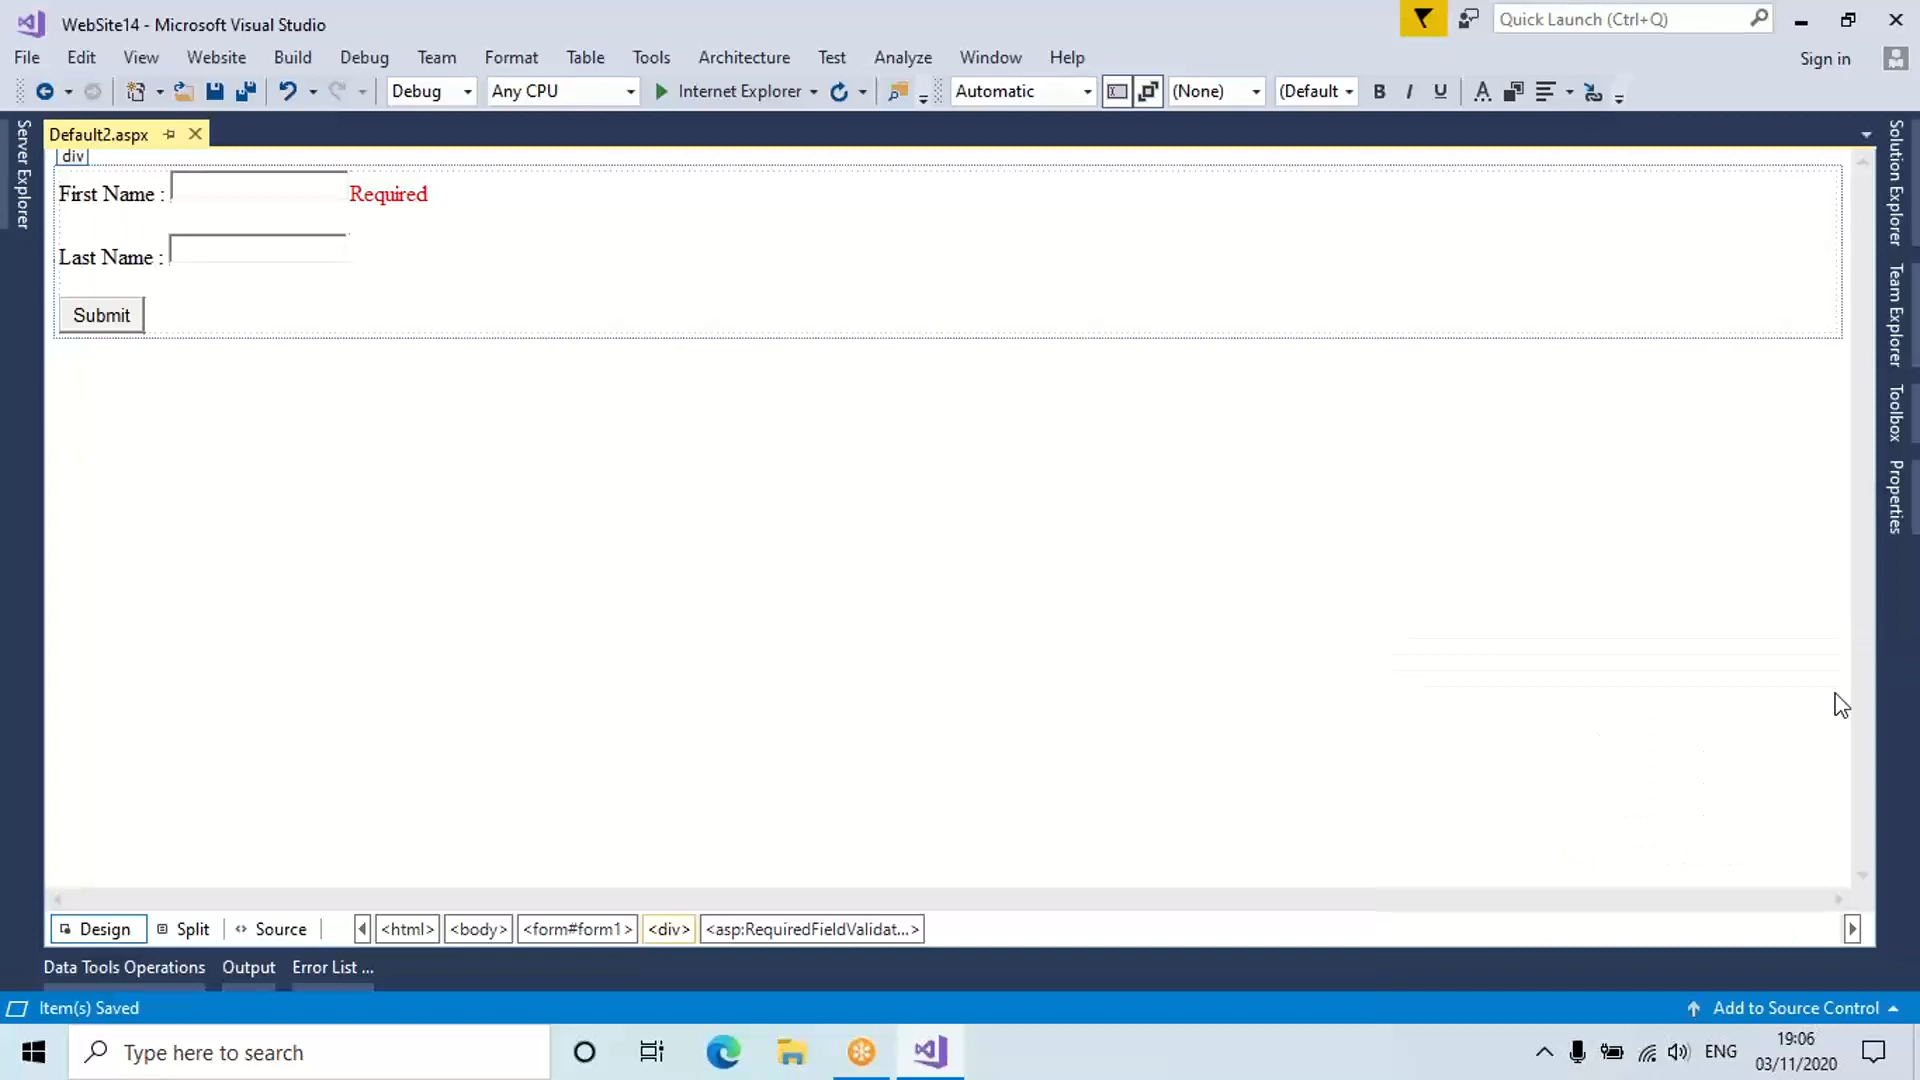 WebSite14 - Microsoft Visual Studio
Quick Launch (Ctrl+Q)
File Edit View Website Build Debug Team Format Table Tools Architecture Test Analyze Window Help
Sign in
Debug Any CPU Internet Explorer Automatic (None) (Default B I U A
Server Explorer
Default2.aspx
div
First Name : Required
Last Name :
Submit
Solution Explorer
Team Explorer
Toolbox
Properties
Design Split Source <html> <body> <form#form1> <div> <asp:RequiredFieldValidat...>
Data Tools Operations Output Error List ...
Item(s) Saved
Add to Source Control
Type here to search
ENG
19:06
03/11/2020